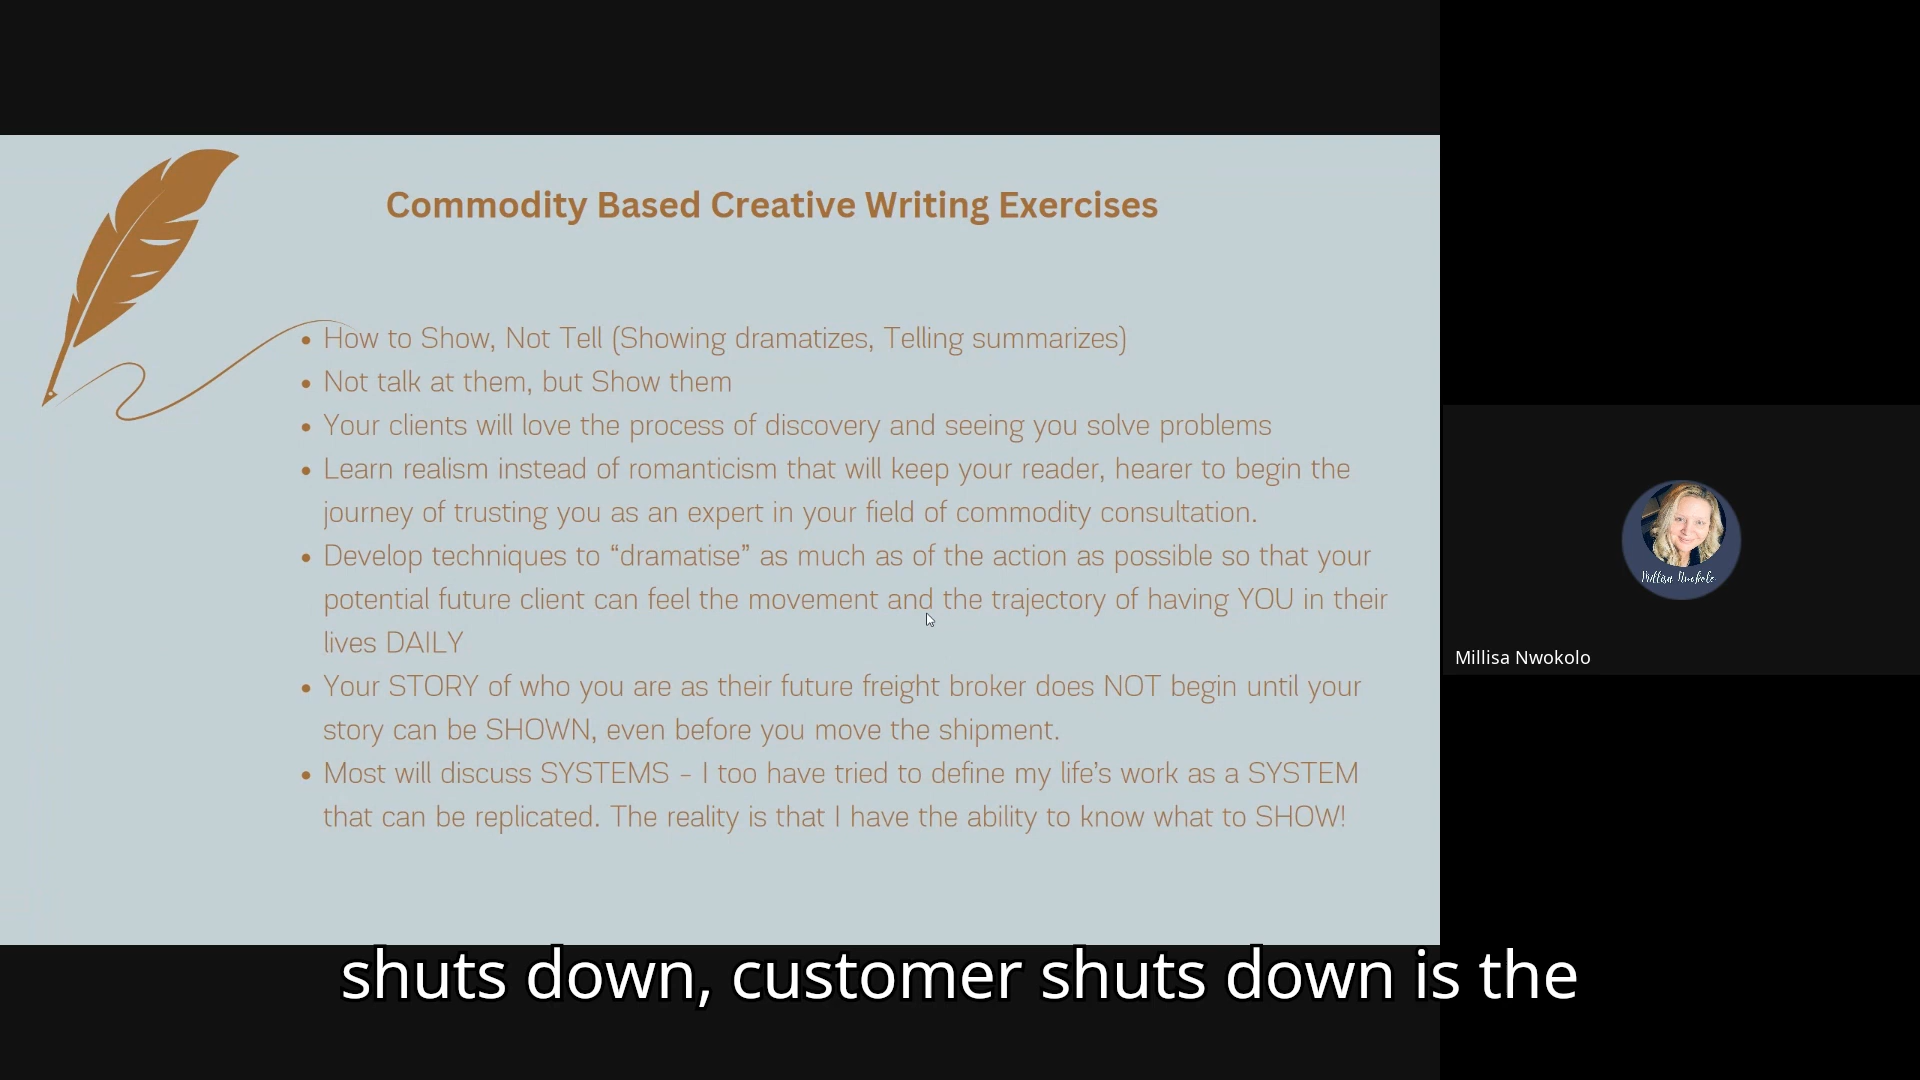 Commodity Based Creative Writing Exercises
• How to Show, Not Tell (Showing dramatizes, Telling summarizes)
• Not talk at them, but Show them
• Your clients will love the process of discovery and seeing you solve problems
• Learn realism instead of romanticism that will keep your reader, hearer to begin the
journey of trusting you as an expert in your field of commodity consultation.
• Develop techniques to “dramatise” as much as of the action as possible so that your
potential future client can feel the movement and the trajectory of having YOU in their
lives DAILY
• Your STORY of who you are as their future freight broker does NOT begin until your
story can be SHOWN, even before you move the shipment.
• Most will discuss SYSTEMS - I too have tried to define my life’s work as a SYSTEM
that can be replicated. The reality is that I have the ability to know what to SHOW!
Millisa Nwokolo
Millisa Nwokolo
shuts down, customer shuts down is the